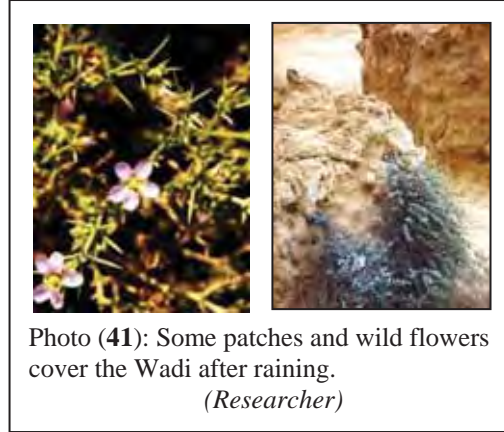 Photo (41): Some patches and wild flowers
cover the Wadi after raining.
(Researcher)